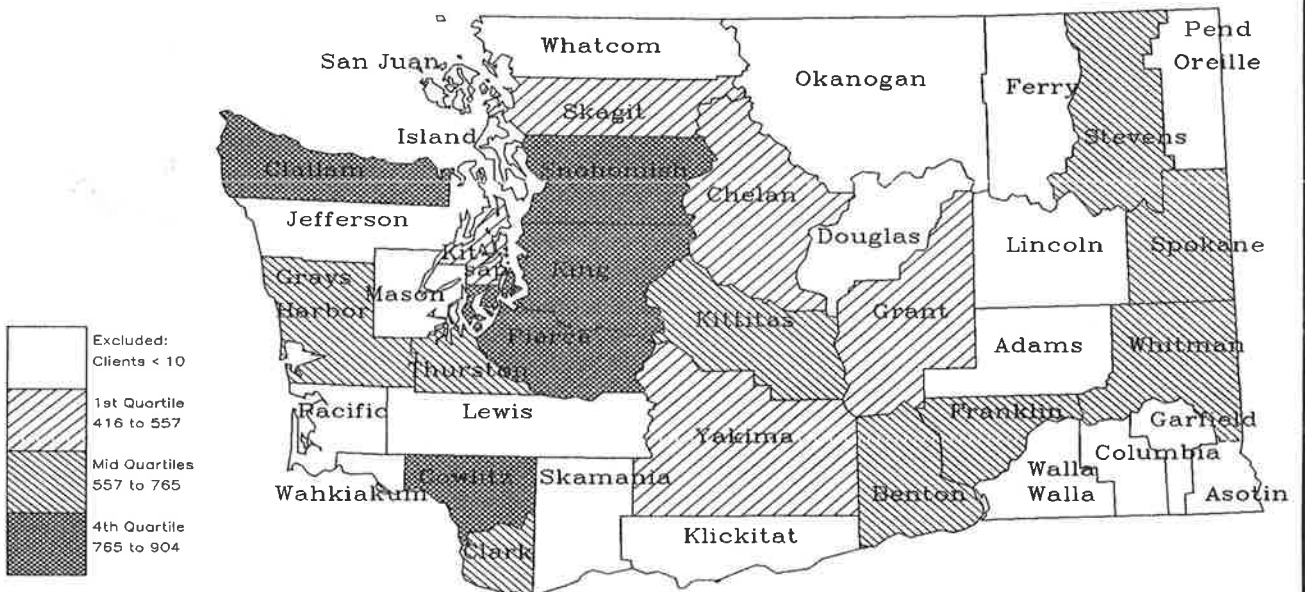 Whatcom
San Juan
Okanogan
Ferry
Pend
Oreille
Skagit
Island
Stevens
Clallam
Snohomish
Chelan
Jefferson
Douglas
Lincoln
Spokane
Kit
sap
King
Grays
Harbor
Mason
Kittitas
Grant
Pierce
Adams
Whitman
Thurston
Pacific
Lewis
Yakima
Franklin
Garfield
Columbia
Cowlitz
Skamania
Wahkiakum
Benton
Walla
Walla
Asotin
Klickitat
Clark
Excluded:
Clients < 10
1st Quartile
416 to 557
Mid Quartiles
557 to 765
4th Quartile
765 to 904